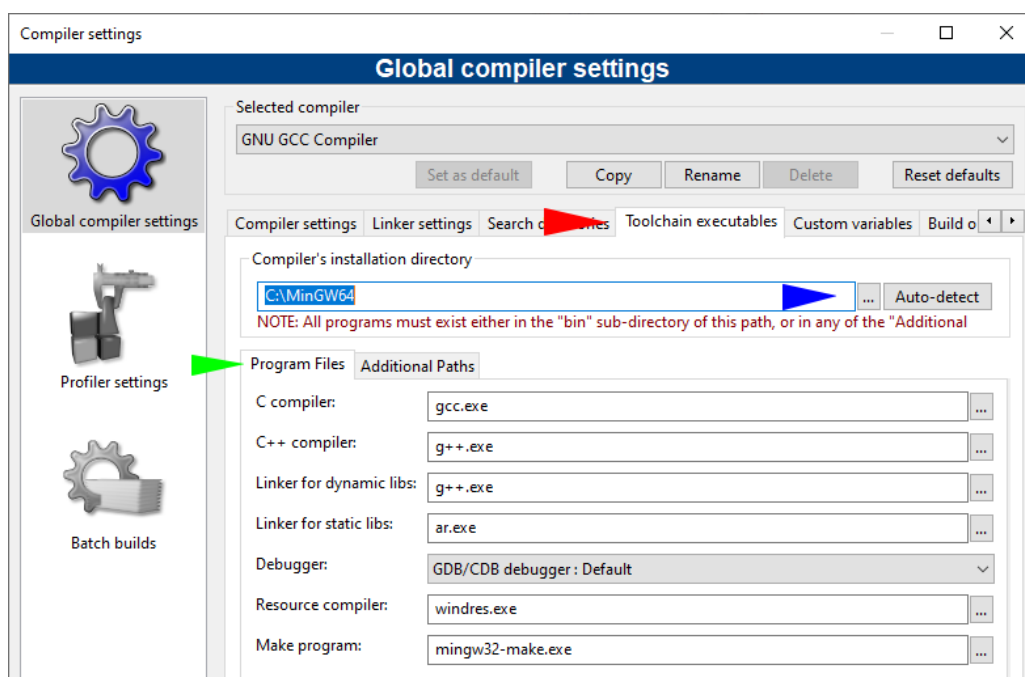 Compiler settings
Global compiler settings
Global compiler settings
Profiler settings
Batch builds
Selected compiler
GNU GCC Compiler
Set as default Copy Rename Delete Reset defaults
Compiler settings Linker settings Search Toolchain executables Custom variables Build o
Compiler's installation directory
C:\MinGW64 ... Auto-detect
NOTE: All programs must exist either in the "bin" sub-directory of this path, or in any of the "Additional
Program Files Additional Paths
C compiler: gcc.exe ...
C++ compiler: g++.exe ...
Linker for dynamic libs: g++.exe ...
Linker for static libs: ar.exe ...
Debugger: GDB/CDB debugger : Default
Resource compiler: windres.exe ...
Make program: mingw32-make.exe ...